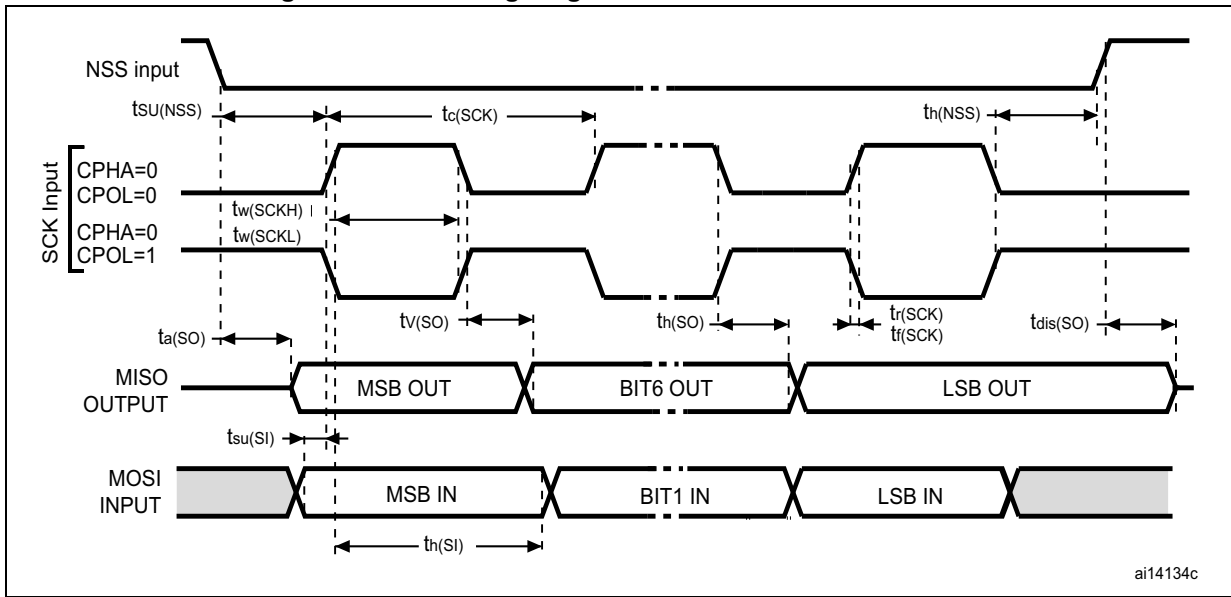 NSS input
tSU(NSS)
tc(SCK)
th(NSS)
SCK Input
CPHA=0
CPOL=0
tw(SCKH)
CPHA=0
tw(SCKL)
CPOL=1
tV(SO)
th(SO)
tr(SCK)
tf(SCK)
ta(SO)
tdis(SO)
MISO
OUTPUT
MSB OUT
BIT6 OUT
LSB OUT
tsu(SI)
MOSI
INPUT
MSB IN
BIT1 IN
LSB IN
th(SI)
ai14134c